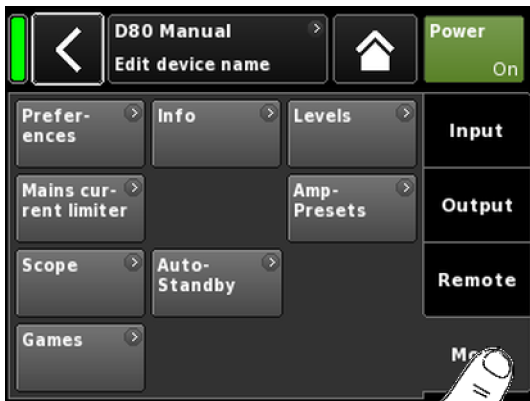 D80 Manual
Edit device name
Power
On
Prefer-
ences
Info
Levels
Input
Mains cur-
rent limiter
Amp-
Presets
Output
Scope
Auto-
Standby
Remote
Games